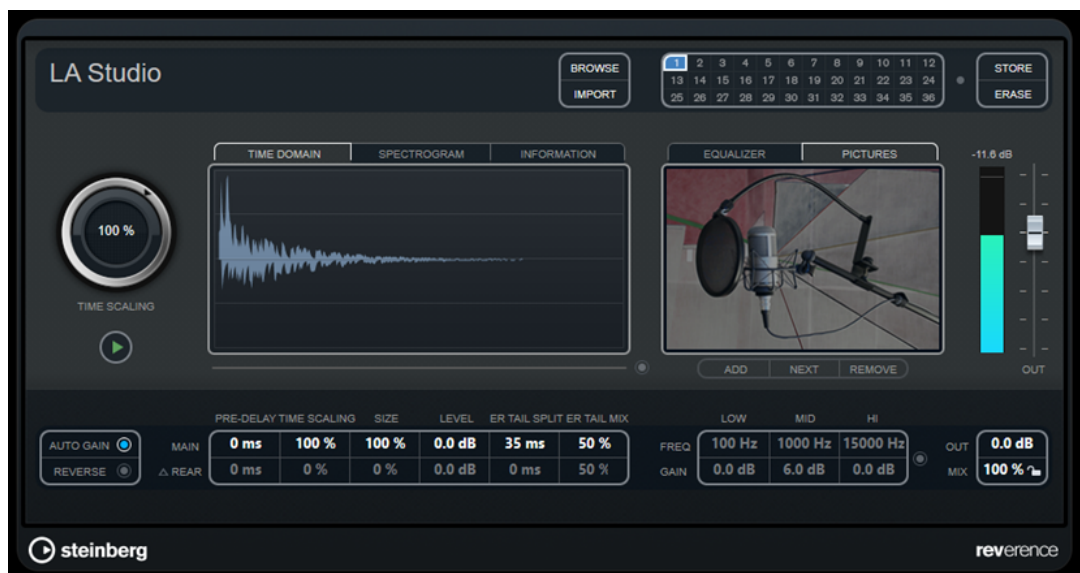 LA Studio
BROWSE
IMPORT
1 2 3 4 5 6 7 8 9 10 11 12
13 14 15 16 17 18 19 20 21 22 23 24
25 26 27 28 29 30 31 32 33 34 35 36
STORE
ERASE
TIME DOMAIN SPECTROGRAM INFORMATION
EQUALIZER PICTURES
-11.6 dB
100 %
TIME SCALING
ADD NEXT REMOVE
OUT
PRE-DELAY TIME SCALING SIZE LEVEL ER TAIL SPLIT ER TAIL MIX
LOW MID HI
AUTO GAIN MAIN 0 ms 100 % 100 % 0.0 dB 35 ms 50 %
FREQ 100 Hz 1000 Hz 15000 Hz OUT 0.0 dB
REVERSE △ REAR 0 ms 0 % 0 % 0.0 dB 0 ms 50 %
GAIN 0.0 dB 6.0 dB 0.0 dB MIX 100 %
steinberg
reverence